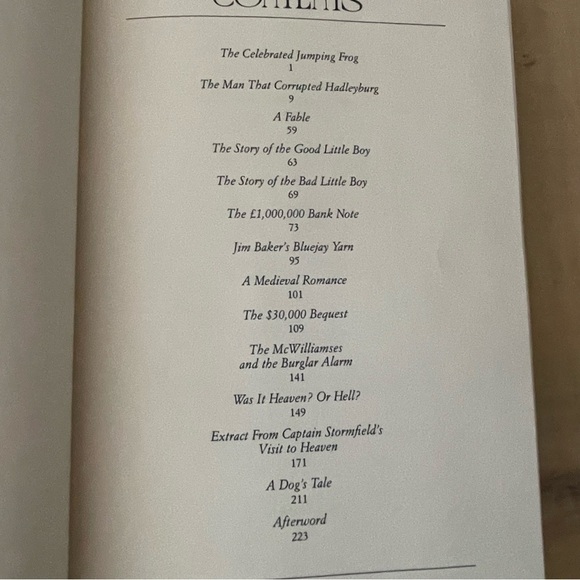 CONTENTS
The Celebrated Jumping Frog
1
The Man That Corrupted Hadleyburg
9
A Fable
59
The Story of the Good Little Boy
63
The Story of the Bad Little Boy
69
The £1,000,000 Bank Note
73
Jim Baker's Bluejay Yarn
95
A Medieval Romance
101
The $30,000 Bequest
109
The McWilliamses
and the Burglar Alarm
141
Was It Heaven? Or Hell?
149
Extract From Captain Stormfield's
Visit to Heaven
171
A Dog's Tale
211
Afterword
223